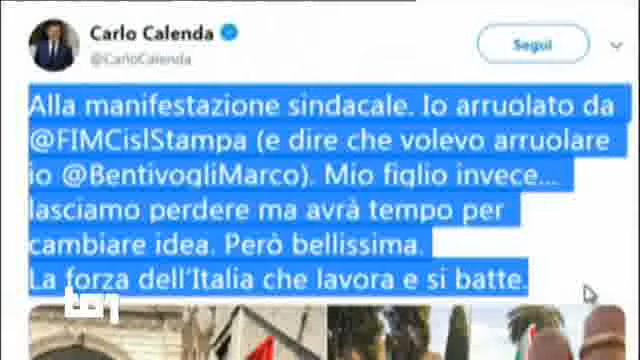 Carlo Calenda
@CarloCalenda
Segui
Alla manifestazione sindacale. Io arruolato da
@FIMCislStampa (e dire che volevo arruolare
io @BentivogliMarco). Mio figlio invece...
lasciamo perdere ma avrà tempo per
cambiare idea. Però bellissima.
La forza dell'Italia che lavora e si batte.
tg1